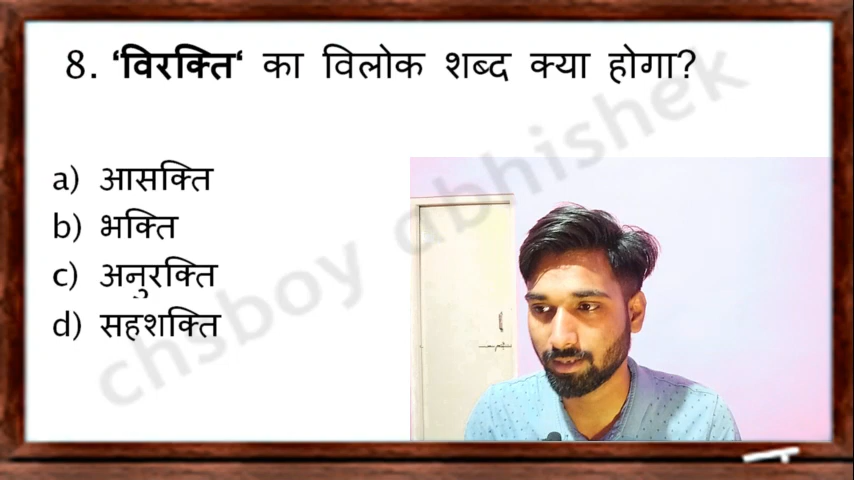 8. ‘विरक्ति‘ का विलोक शब्द क्या होगा?
a) आसक्ति
b) भक्ति
c) अनुरक्ति
d) सहशक्ति
chsboy abhishek